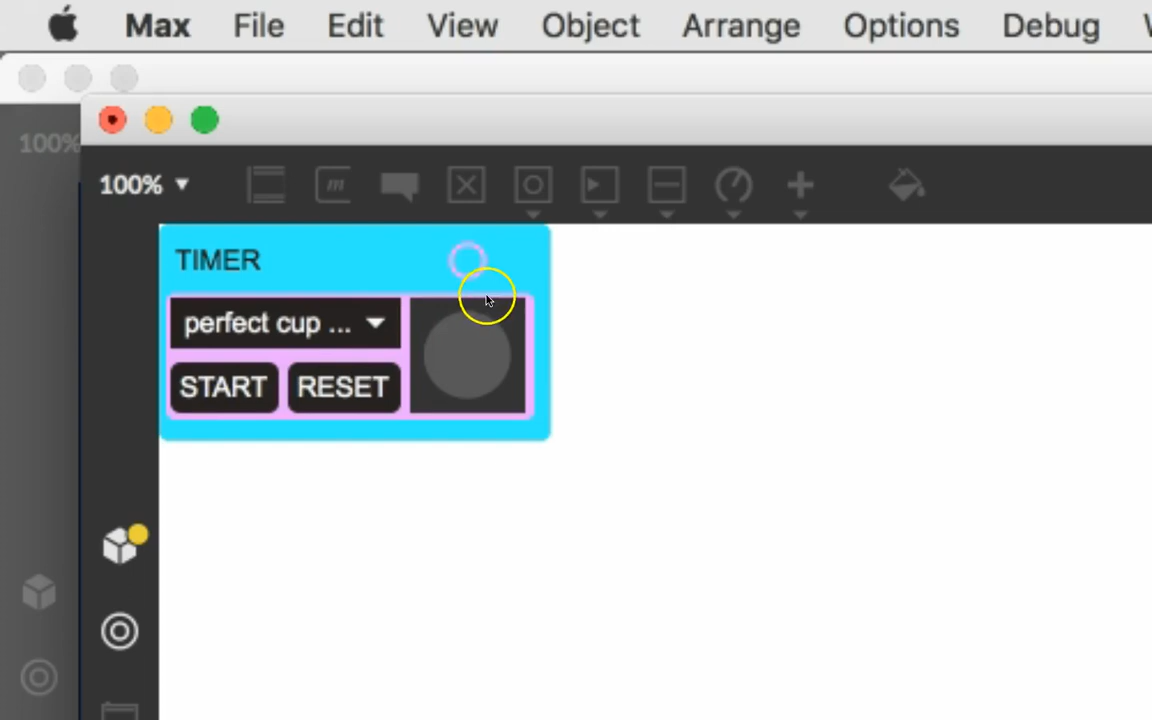 Max File Edit View Object Arrange Options Debug
100%
100%
TIMER
perfect cup ...
START RESET